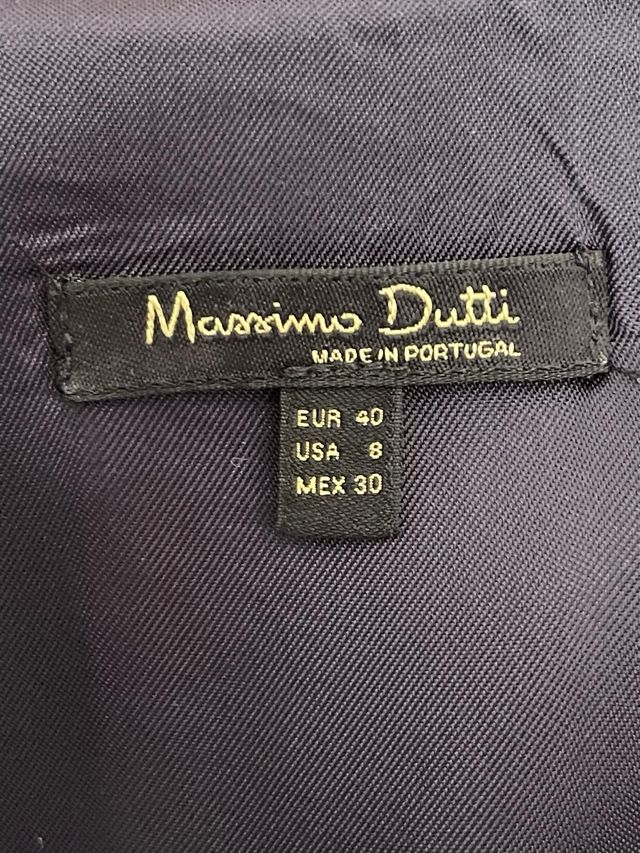 Massimo Dutti
MADE IN PORTUGAL
EUR 40
USA 8
MEX 30